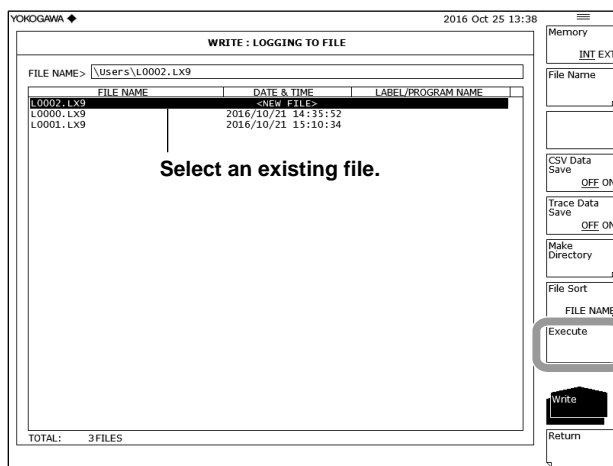 YOKOGAWA ◆ 2016 Oct 25 13:38
WRITE : LOGGING TO FILE
FILE NAME> \Users\L0002.LX9
FILE NAME DATE & TIME LABEL/PROGRAM NAME
L0002.LX9 <NEW FILE>
L0000.LX9 2016/10/21 14:35:52
L0001.LX9 2016/10/21 15:10:34
Select an existing file.
TOTAL: 3FILES
Memory
INT EXT
File Name
CSV Data
Save
OFF ON
Trace Data
Save
OFF ON
Make
Directory
File Sort
FILE NAME
Execute
Write
Return